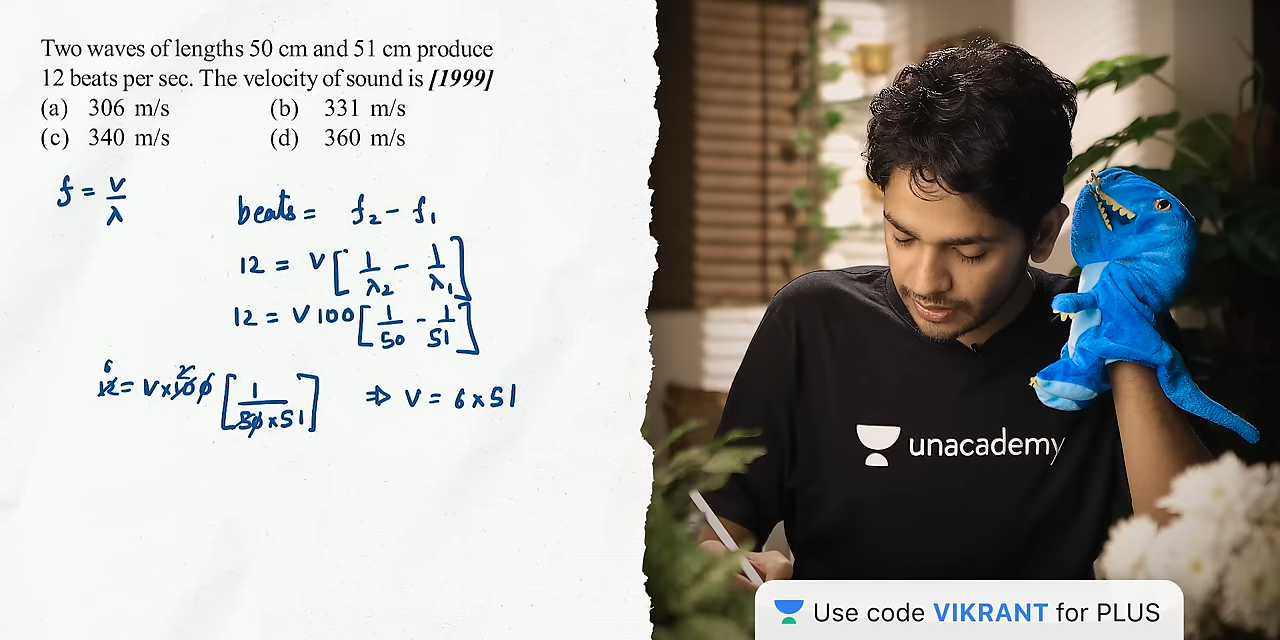 Two waves of lengths 50 cm and 51 cm produce
12 beats per sec. The velocity of sound is [1999]
(a) 306 m/s (b) 331 m/s
(c) 340 m/s (d) 360 m/s
f = v/λ
beats = f₂ - f₁
12 = v[1/λ₂ - 1/λ₁]
12 = v 100[1/50 - 1/51]
6
12 = v×100 2 [1/50×51] ⇒ v = 6×51
unacademy
Use code VIKRANT for PLUS